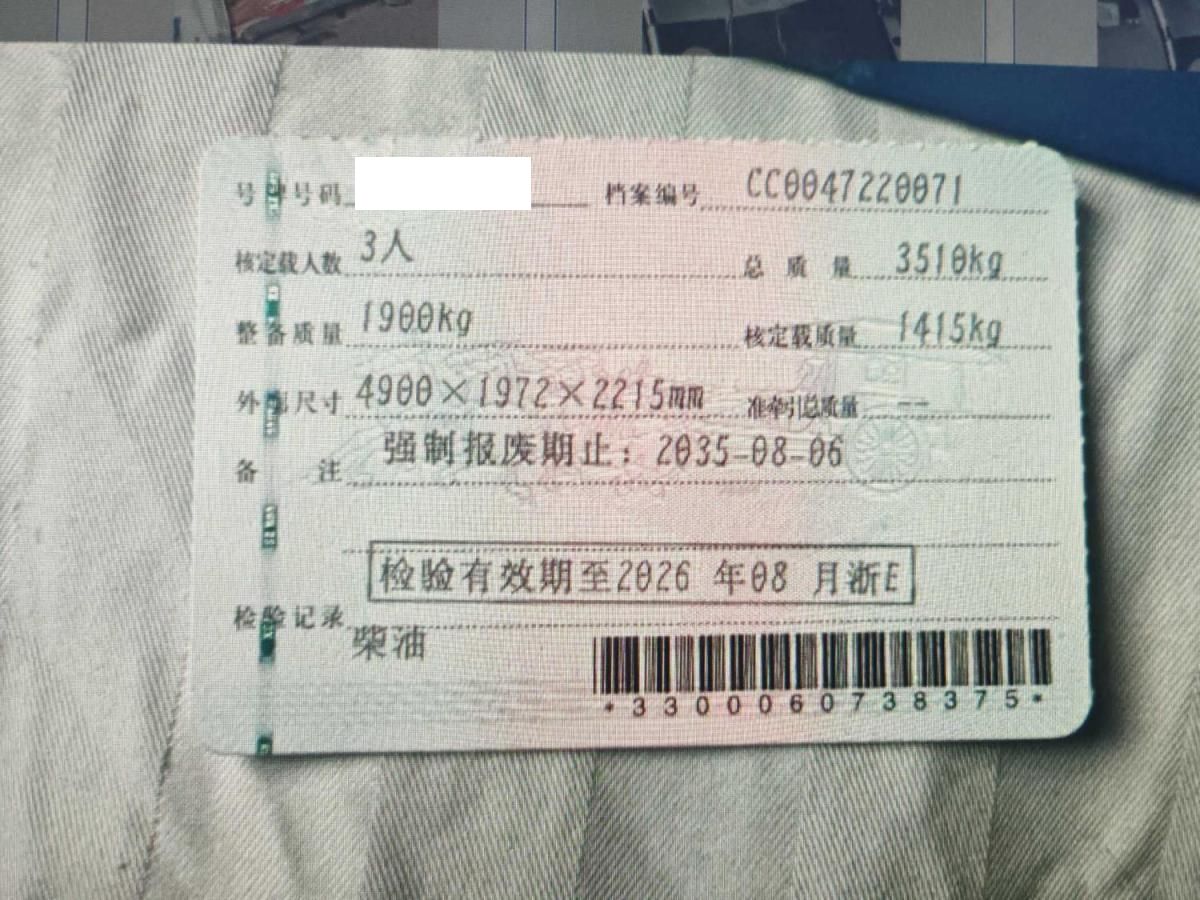 号牌号码 档案编号 CC0047220071
核定载人数 3人 总质量 3510kg
整备质量 1900kg 核定载质量 1415kg
外廓尺寸 4900×1972×2215mm 准牵引总质量 --
备注 强制报废期止：2035-08-06
检验有效期至2026 年08 月浙E
检验记录
柴油
*3300060738375*